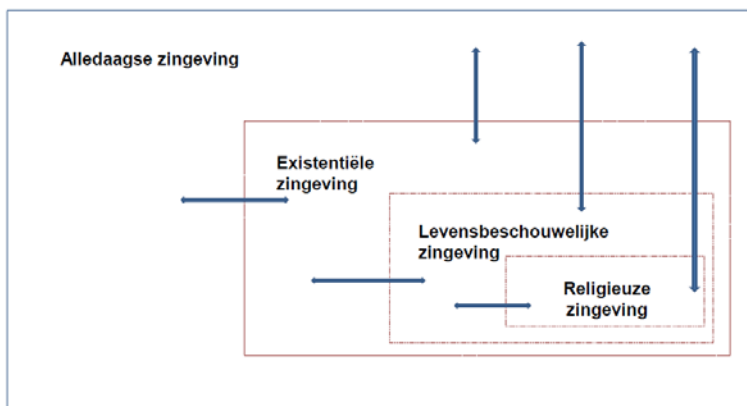 Alledaagse zingeving
Existentiële
zingeving
Levensbeschouwelijke
zingeving
Religieuze
zingeving